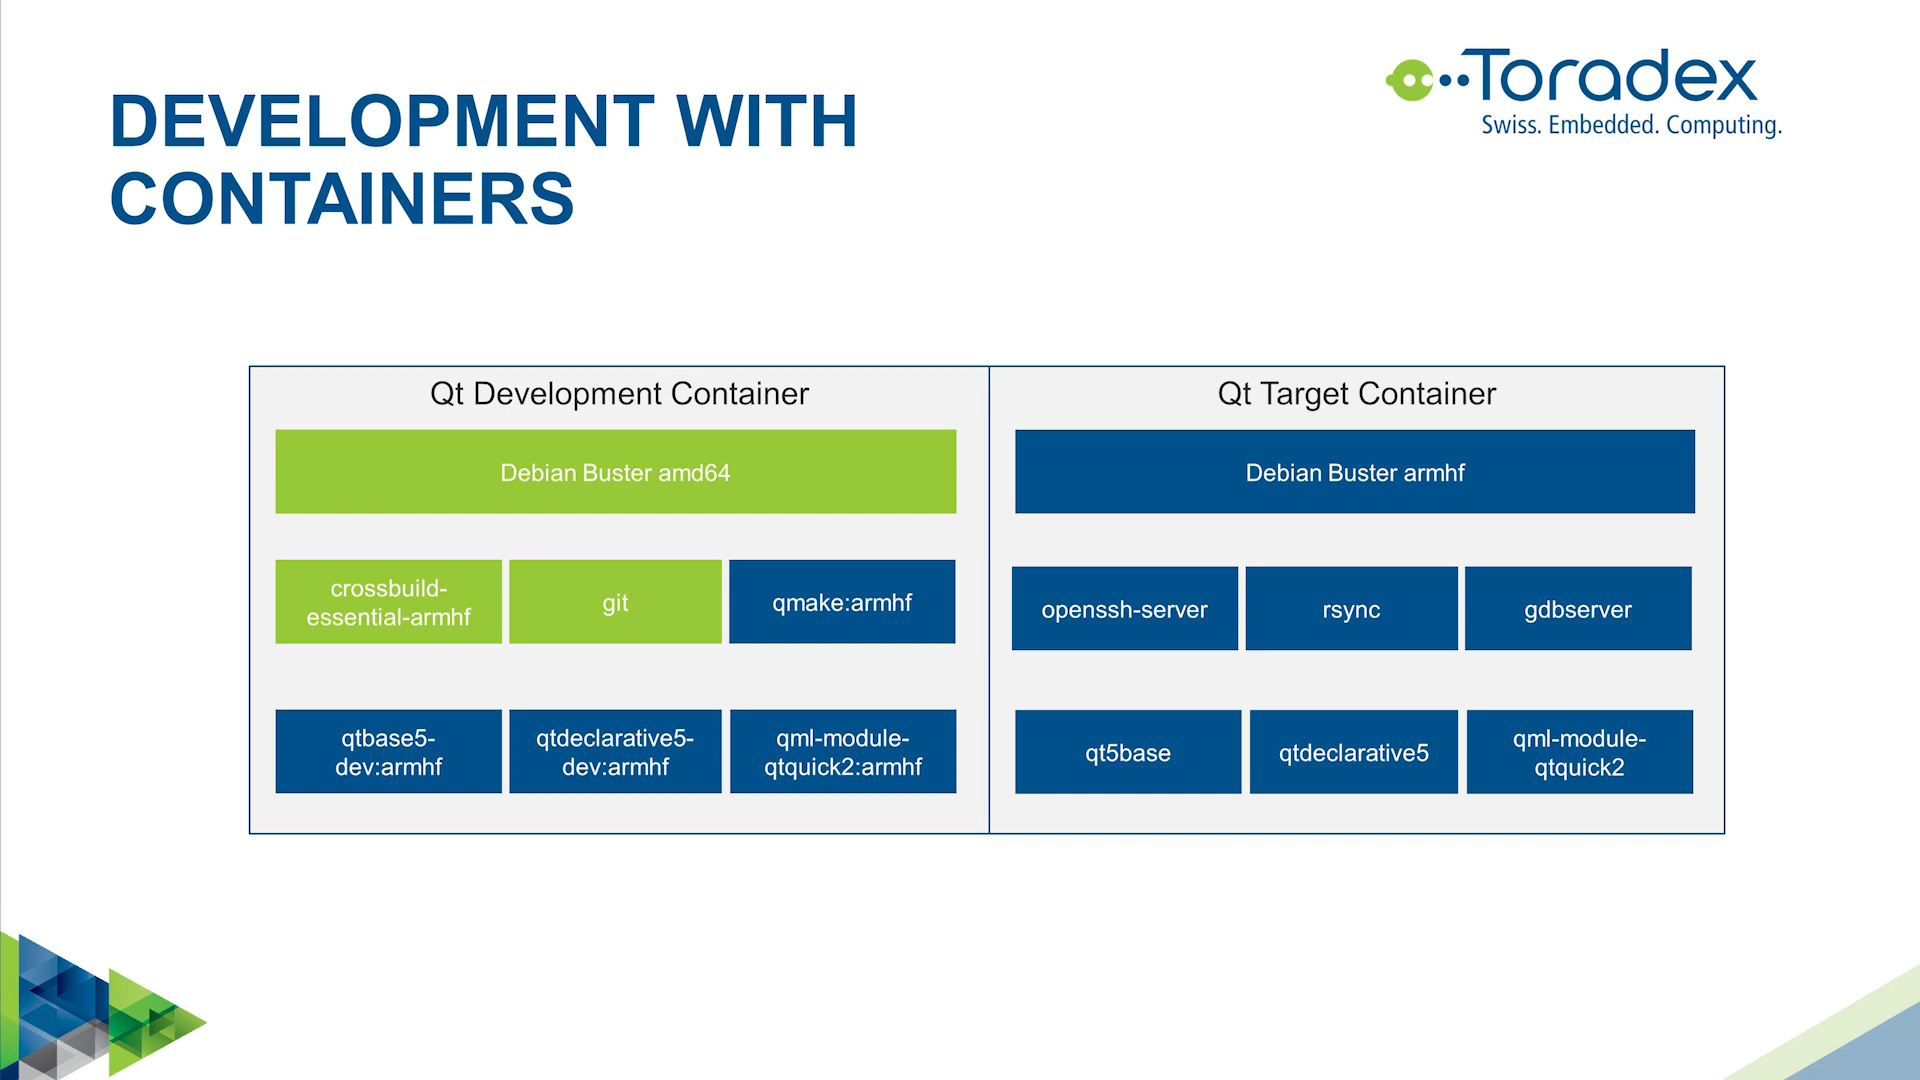 Toradex
Swiss. Embedded. Computing.
DEVELOPMENT WITH
CONTAINERS
Qt Development Container
Debian Buster amd64
crossbuild-
essential-armhf
git
qmake:armhf
qtbase5-
dev:armhf
qtdeclarative5-
dev:armhf
qml-module-
qtquick2:armhf
Qt Target Container
Debian Buster armhf
openssh-server
rsync
gdbserver
qt5base
qtdeclarative5
qml-module-
qtquick2